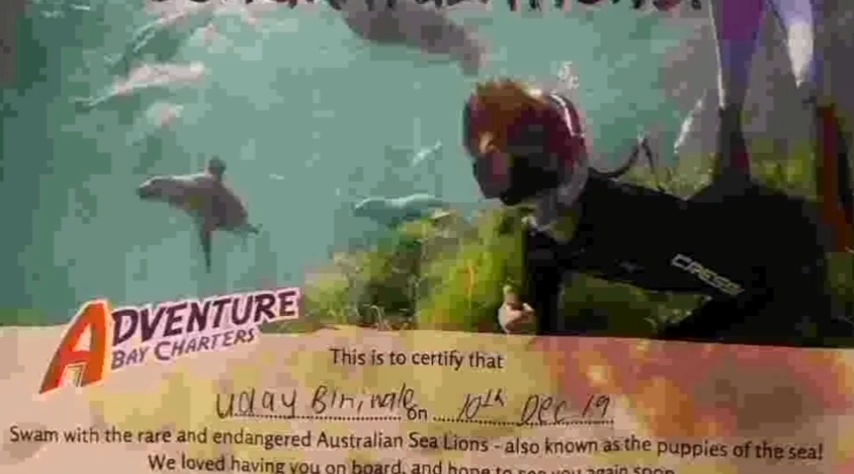 CONGRATULATIONS!
CRESSI
ADVENTURE
BAY CHARTERS
This is to certify that
Uday on 10th Dec 19
Swam with the rare and endangered Australian Sea Lions - also known as the puppies of the sea!
We loved having you on board, and hope to see you again soon